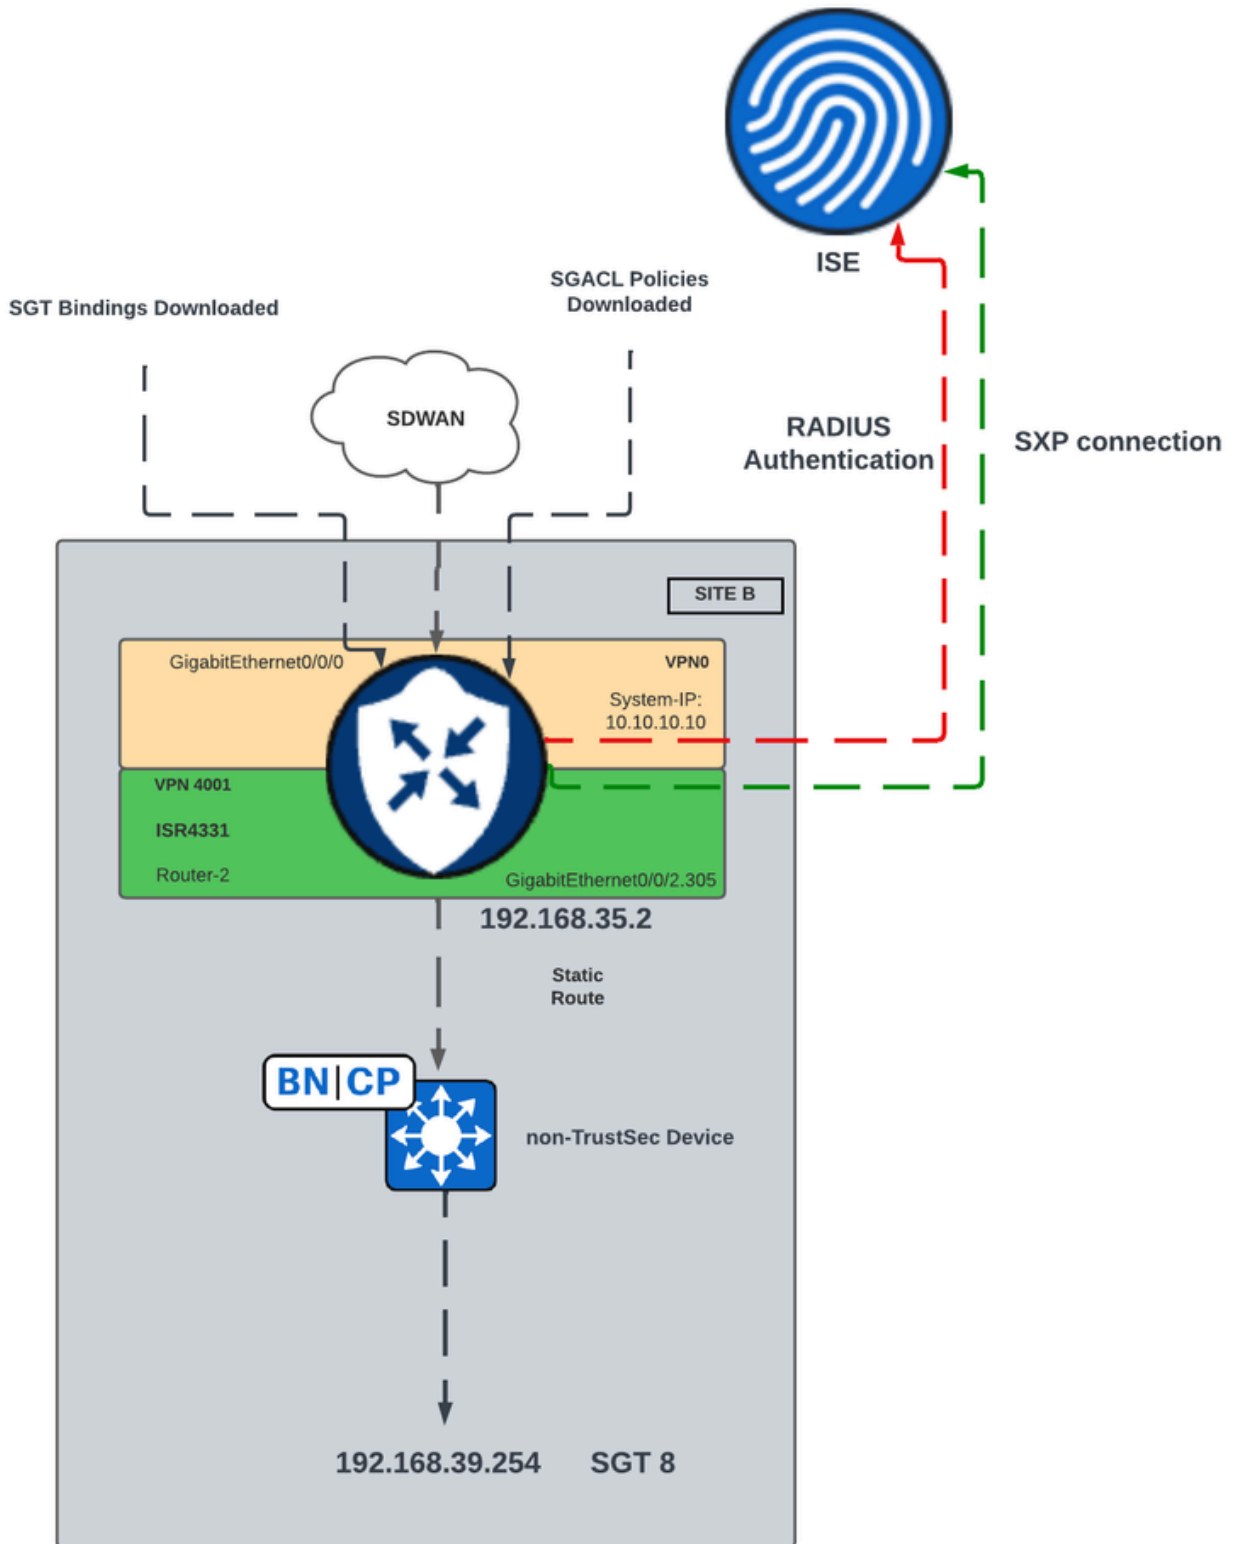 ISE
SGT Bindings Downloaded
SGACL Policies
Downloaded
SDWAN
RADIUS
Authentication
SXP connection
SITE B
GigabitEthernet0/0/0
VPN0
System-IP:
10.10.10.10
VPN 4001
ISR4331
Router-2
GigabitEthernet0/0/2.305
192.168.35.2
Static
Route
BN|CP
non-TrustSec Device
192.168.39.254 SGT 8